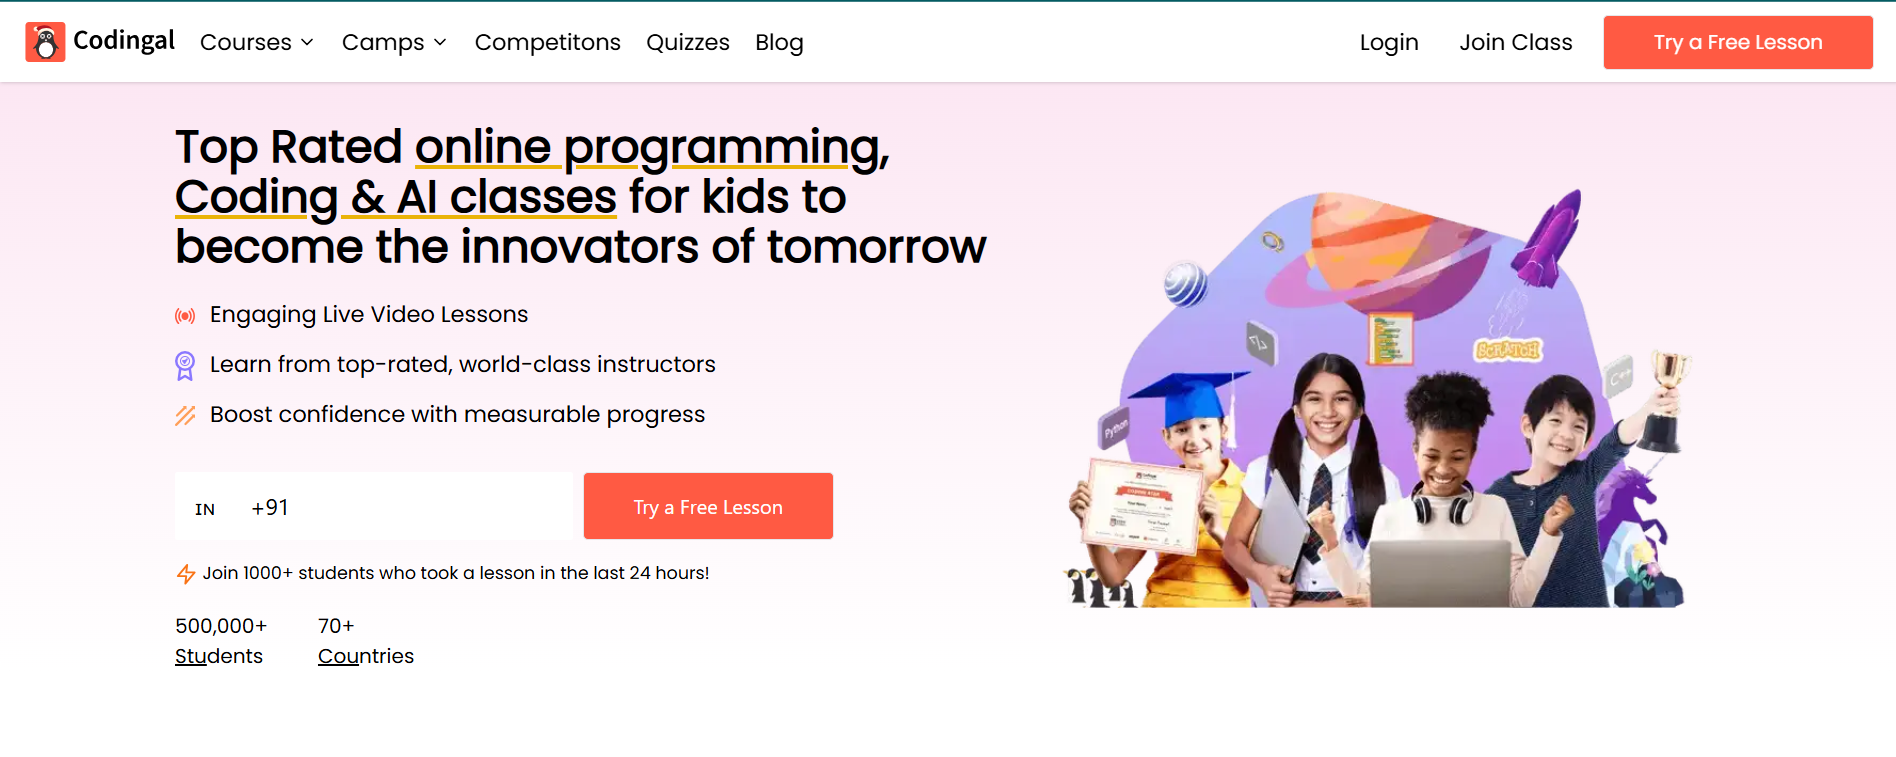 Codingal
Courses
Camps
Competitons
Quizzes
Blog
Login
Join Class
Try a Free Lesson
Top Rated online programming,
Coding & AI classes for kids to
become the innovators of tomorrow
Engaging Live Video Lessons
Learn from top-rated, world-class instructors
Boost confidence with measurable progress
IN +91
Try a Free Lesson
Join 1000+ students who took a lesson in the last 24 hours!
500,000+
Students
70+
Countries
</>
SCRATCH
C++
Python